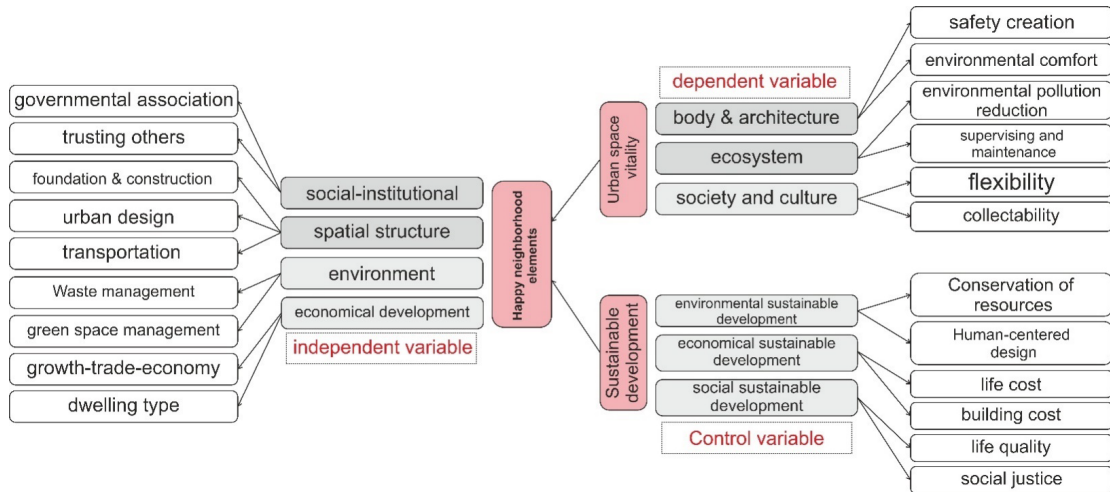 governmental association
trusting others
foundation & construction
urban design
transportation
Waste management
green space management
growth-trade-economy
dwelling type
social-institutional
spatial structure
environment
economical development
independent variable
Happy neighborhood
elements
Urban space
vitality
Sustainable
development
dependent variable
body & architecture
ecosystem
society and culture
environmental sustainable
development
economical sustainable
development
social sustainable
development
Control variable
safety creation
environmental comfort
environmental pollution
reduction
supervising and
maintenance
flexibility
collectability
Conservation of
resources
Human-centered
design
life cost
building cost
life quality
social justice